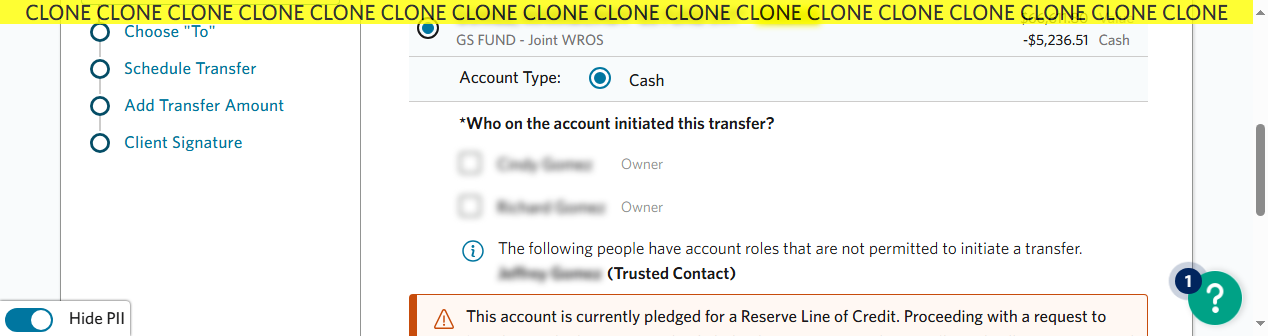 CLONE CLONE CLONE CLONE CLONE CLONE CLONE CLONE CLONE CLONE CLONE CLONE CLONE CLONE CLONE CLONE CLONE
Choose "To"
GS FUND - Joint WROS
-$5,236.51 Cash
Schedule Transfer
Account Type:
Cash
Add Transfer Amount
*Who on the account initiated this transfer?
Client Signature
Owner
Owner
The following people have account roles that are not permitted to initiate a transfer.
(Trusted Contact)
1
?
Hide PII
This account is currently pledged for a Reserve Line of Credit. Proceeding with a request to